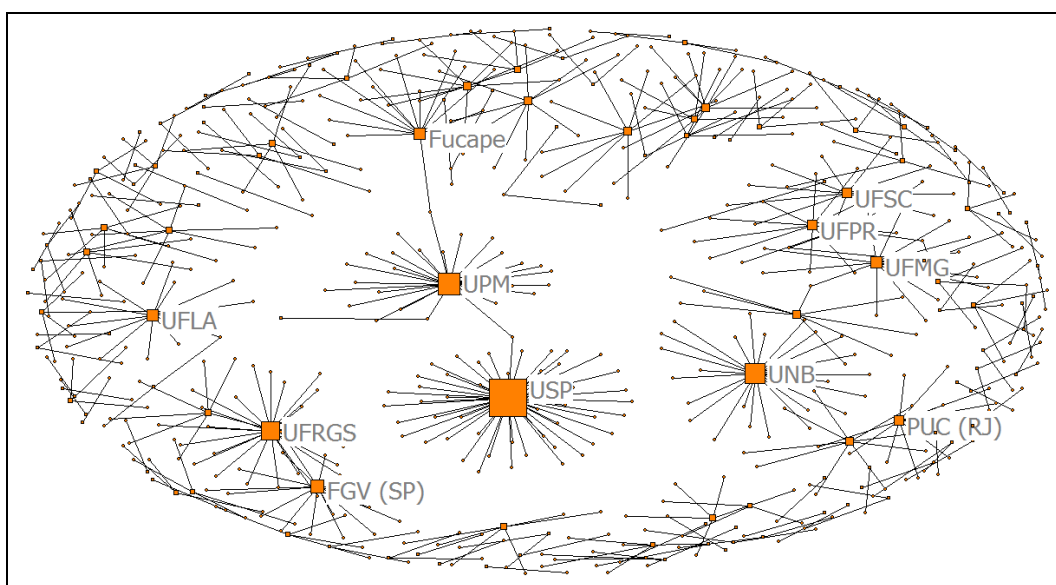 Fucape
UFSC
UFPR
UFMG
UPM
UFLA
UNB
USP
PUC (RJ)
UFRGS
FGV (SP)